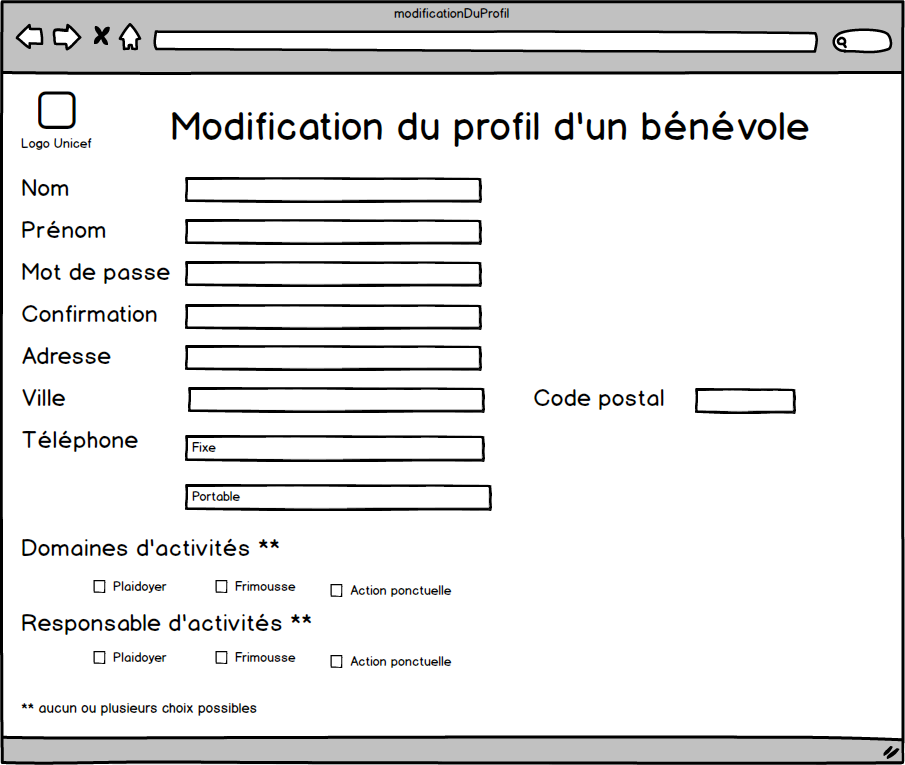 modificationDuProfil
Logo Unicef
Modification du profil d'un bénévole
Nom
Prénom
Mot de passe
Confirmation
Adresse
Ville
Code postal
Téléphone
Fixe
Portable
Domaines d'activités **
Plaidoyer Frimousse Action ponctuelle
Responsable d'activités **
Plaidoyer Frimousse Action ponctuelle
** aucun ou plusieurs choix possibles